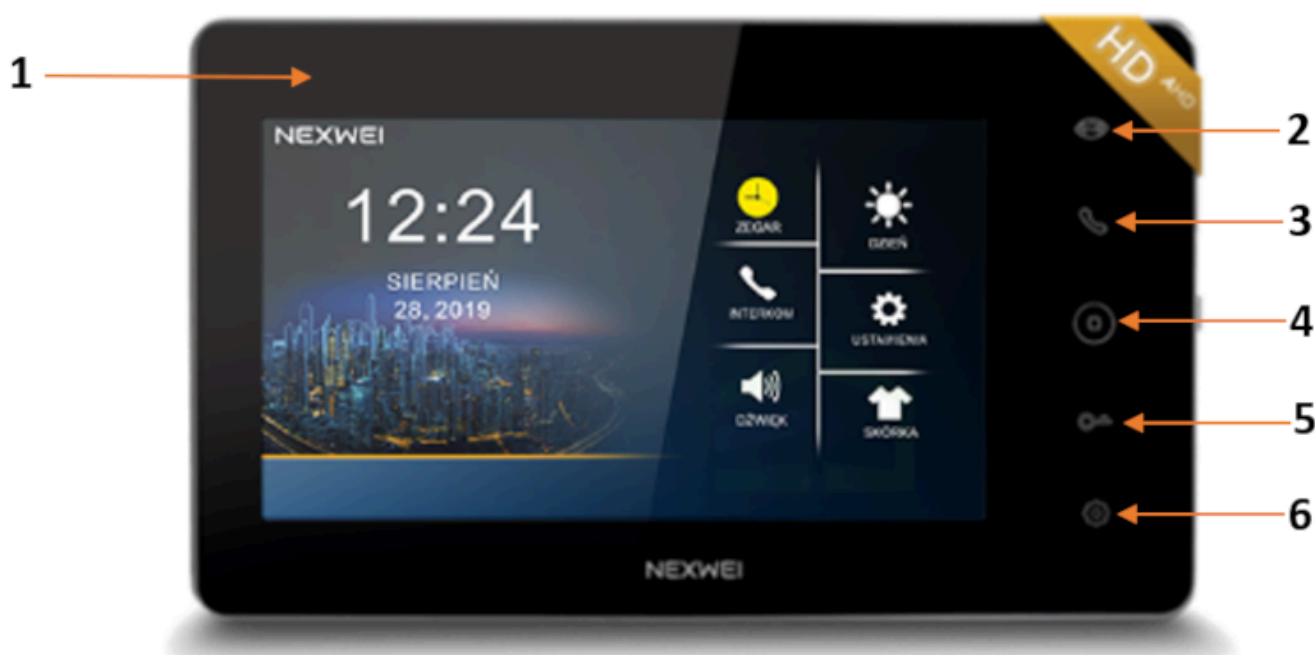 1
HD AHD
NEXWEI
2
12:24
ZEGAR
DZIEŃ
3
SIERPIEŃ
28, 2019
INTERKOM
USTAWIENIA
4
DŹWIĘK
SKÓRKA
5
6
NEXWEI